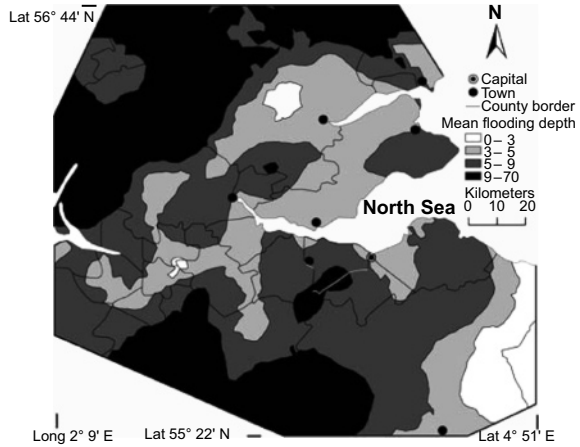 Lat 56° 44' N
N
Capital
Town
County border
Mean flooding depth
0 – 3
3 – 5
5 – 9
9 – 70
Kilometers
0 10 20
North Sea
Long 2° 9' E
Lat 55° 22' N
Lat 4° 51' E